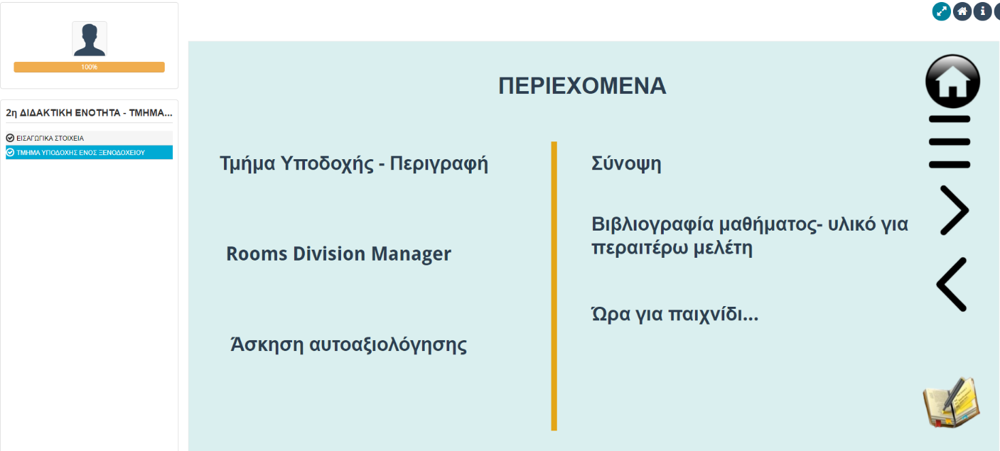 100%
2η ΔΙΔΑΚΤΙΚΗ ΕΝΟΤΗΤΑ - ΤΜΗΜΑ...
ΕΙΣΑΓΩΓΙΚΑ ΣΤΟΙΧΕΙΑ
ΤΜΗΜΑ ΥΠΟΔΟΧΗΣ ΕΝΟΣ ΞΕΝΟΔΟΧΕΙΟΥ
ΠΕΡΙΕΧΟΜΕΝΑ
Τμήμα Υποδοχής - Περιγραφή
Rooms Division Manager
Άσκηση αυτοαξιολόγησης
Σύνοψη
Βιβλιογραφία μαθήματος- υλικό για
περαιτέρω μελέτη
Ώρα για παιχνίδι...